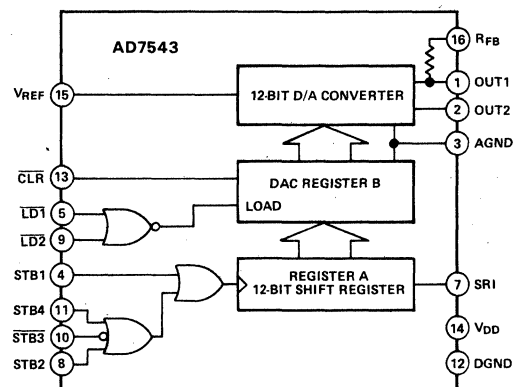 AD7543
16 RFB
12-BIT D/A CONVERTER
1 OUT1
VREF 15
2 OUT2
3 AGND
CLR 13
DAC REGISTER B
LOAD
LD1 5
LD2 9
STB1 4
REGISTER A
12-BIT SHIFT REGISTER
7 SRI
STB4 11
STB3 10
STB2 8
14 VDD
12 DGND